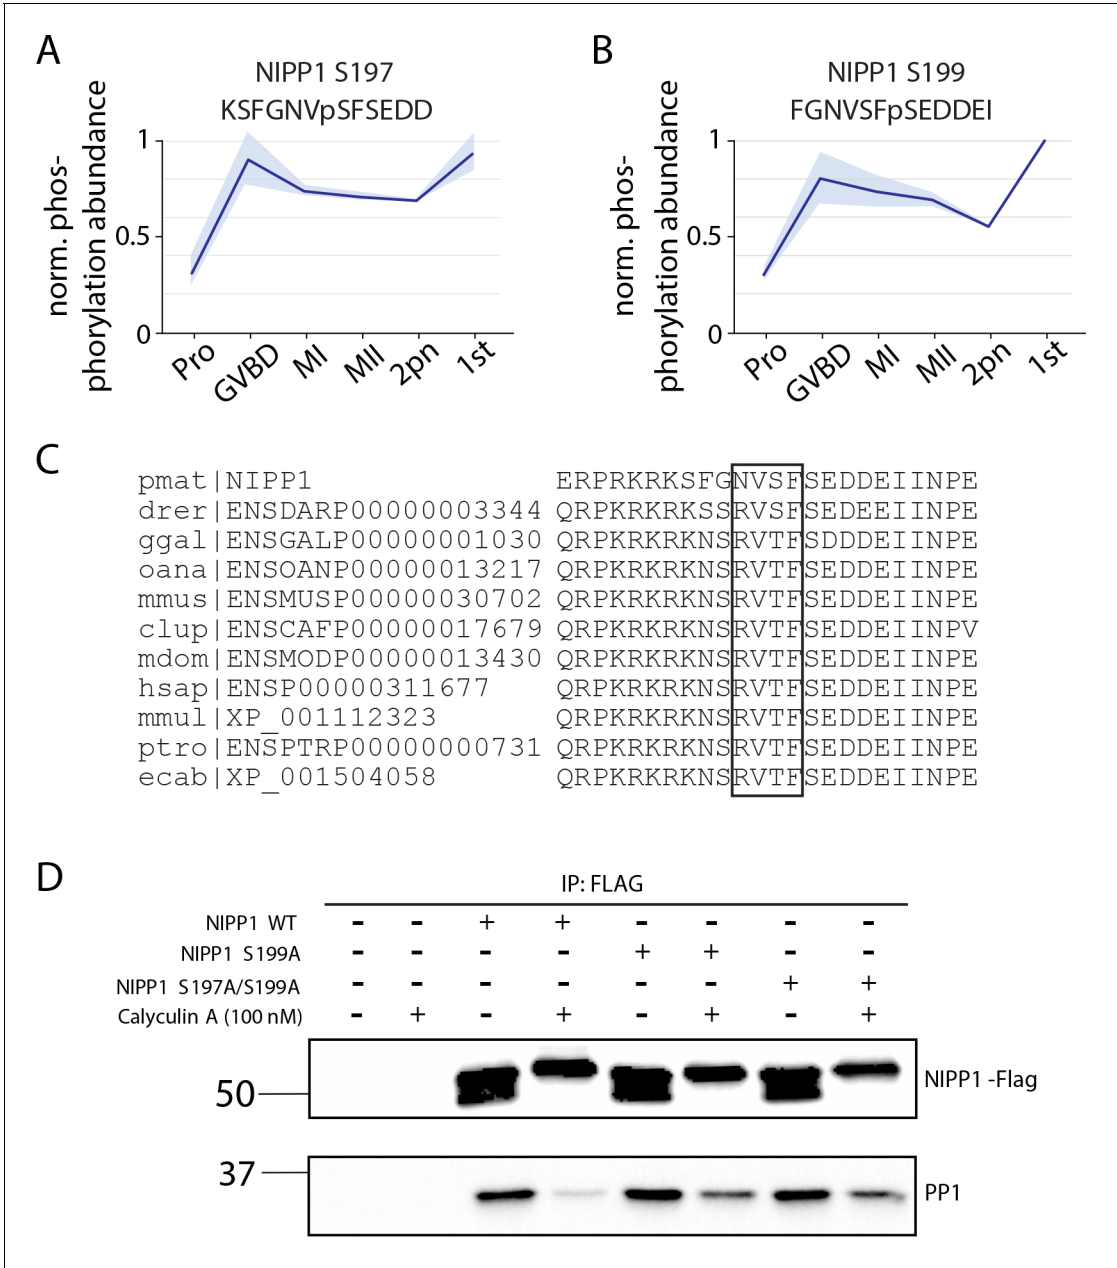 A
NIPP1 S197
KSFGNVpSFSEDD
norm. phos-
phorylation abundance
1
0.5
0
Pro
GVBD
MI
MII
2pn
1st
B
NIPP1 S199
FGNVSFpSEDDEI
norm. phos-
phorylation abundance
1
0.5
0
Pro
GVBD
MI
MII
2pn
1st
C
pmat|NIPP1 ERPRKRKSFGNVSFSEDDEIINPE
drer|ENSDARP00000003344 QRPKRKRKSSRVSFSEDEEIINPE
ggal|ENSGALP00000001030 QRPKRKRKNSRVTFSDDDEIINPE
oana|ENSOANP00000013217 QRPKRKRKNSRVTFSEDDEIINPE
mmus|ENSMUSP00000030702 QRPKRKRKNSRVTFSEDDEIINPE
clup|ENSCAFP00000017679 QRPKRKRKNSRVTFSEDDEIINPV
mdom|ENSMODP00000013430 QRPKRKRKNSRVTFSEDDEIINPE
hsap|ENSP00000311677 QRPKRKRKNSRVTFSEDDEIINPE
mmul|XP_001112323 QRPKRKRKNSRVTFSEDDEIINPE
ptro|ENSPTRP00000000731 QRPKRKRKNSRVTFSEDDEIINPE
ecab|XP_001504058 QRPKRKRKNSRVTFSEDDEIINPE
D
IP: FLAG
NIPP1 WT - - + + - - - -
NIPP1 S199A - - - - + + - -
NIPP1 S197A/S199A - - - - - - + +
Calyculin A (100 nM) - + - + - + - +
50
NIPP1 -Flag
37
PP1